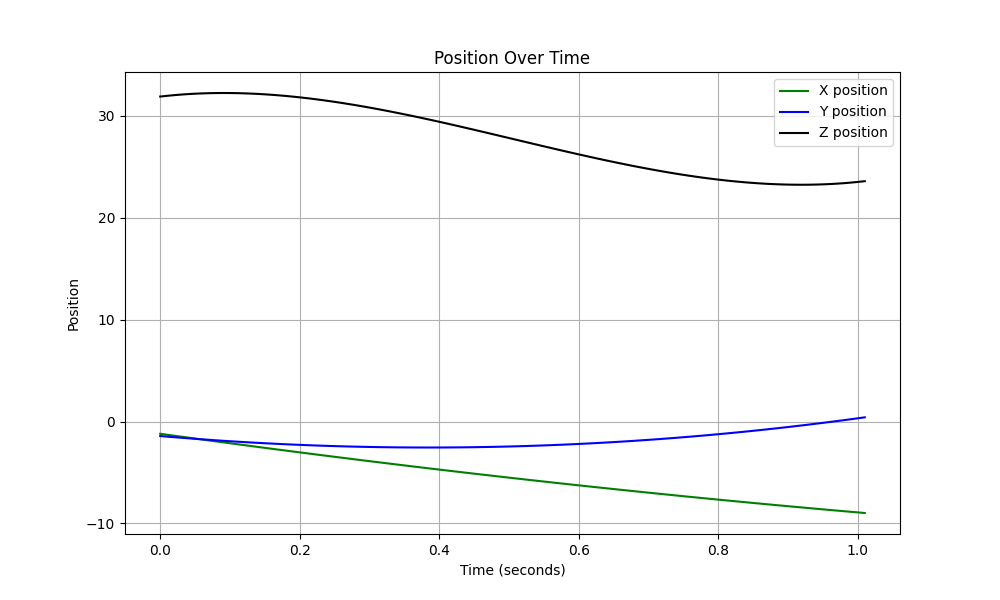 Position Over Time
X position
Y position
Z position
Position
30
20
10
0
−10
0.0 0.2 0.4 0.6 0.8 1.0
Time (seconds)